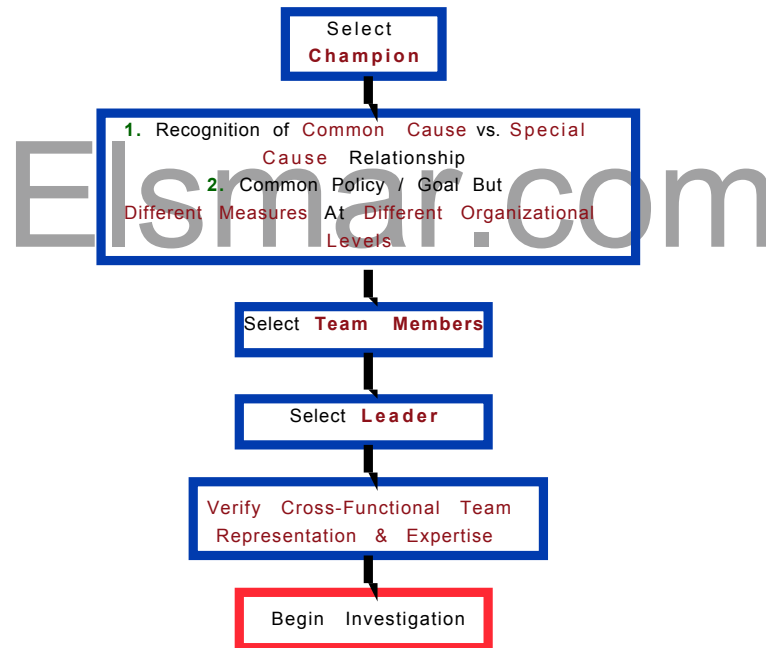 Select
Champion
1. Recognition of Common Cause vs. Special
Cause Relationship
2. Common Policy / Goal But
Different Measures At Different Organizational
Levels
Elsmar.com
Select Team Members
Select Leader
Verify Cross-Functional Team
Representation & Expertise
Begin Investigation